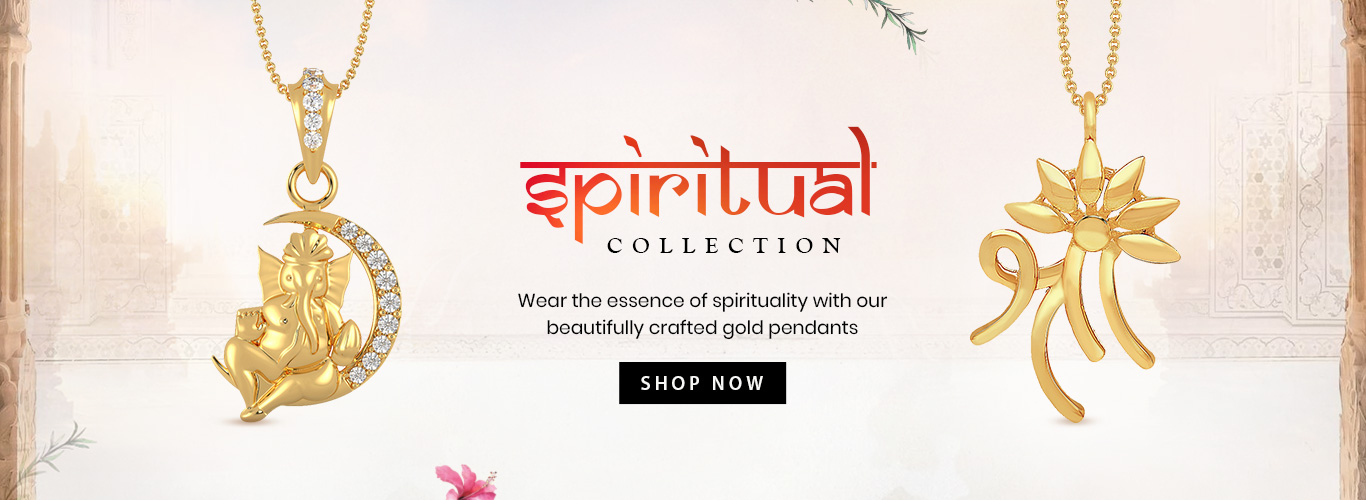 spiritual
COLLECTION
Wear the essence of spirituality with our
beautifully crafted gold pendants
SHOP NOW